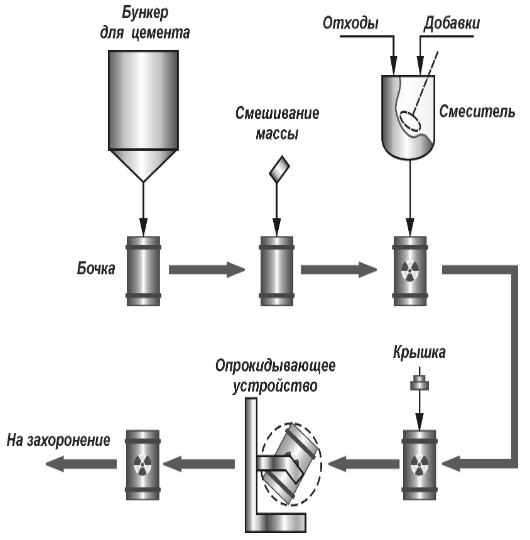 Бункер
для цемента
Отходы
Добавки
Смешивание
массы
Смеситель
Бочка
Крышка
Опрокидывающее
устройство
На захоронение